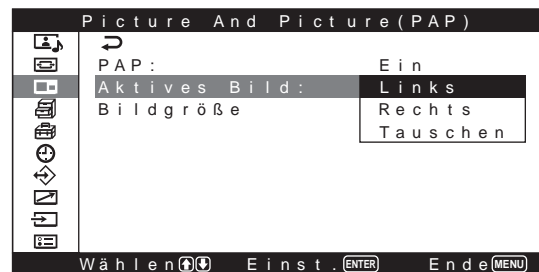 Picture And Picture(PAP)
PAP: Ein
Aktives Bild: Links
Bildgröße Rechts
Tauschen
Wählen Einst. ENTER Ende MENU